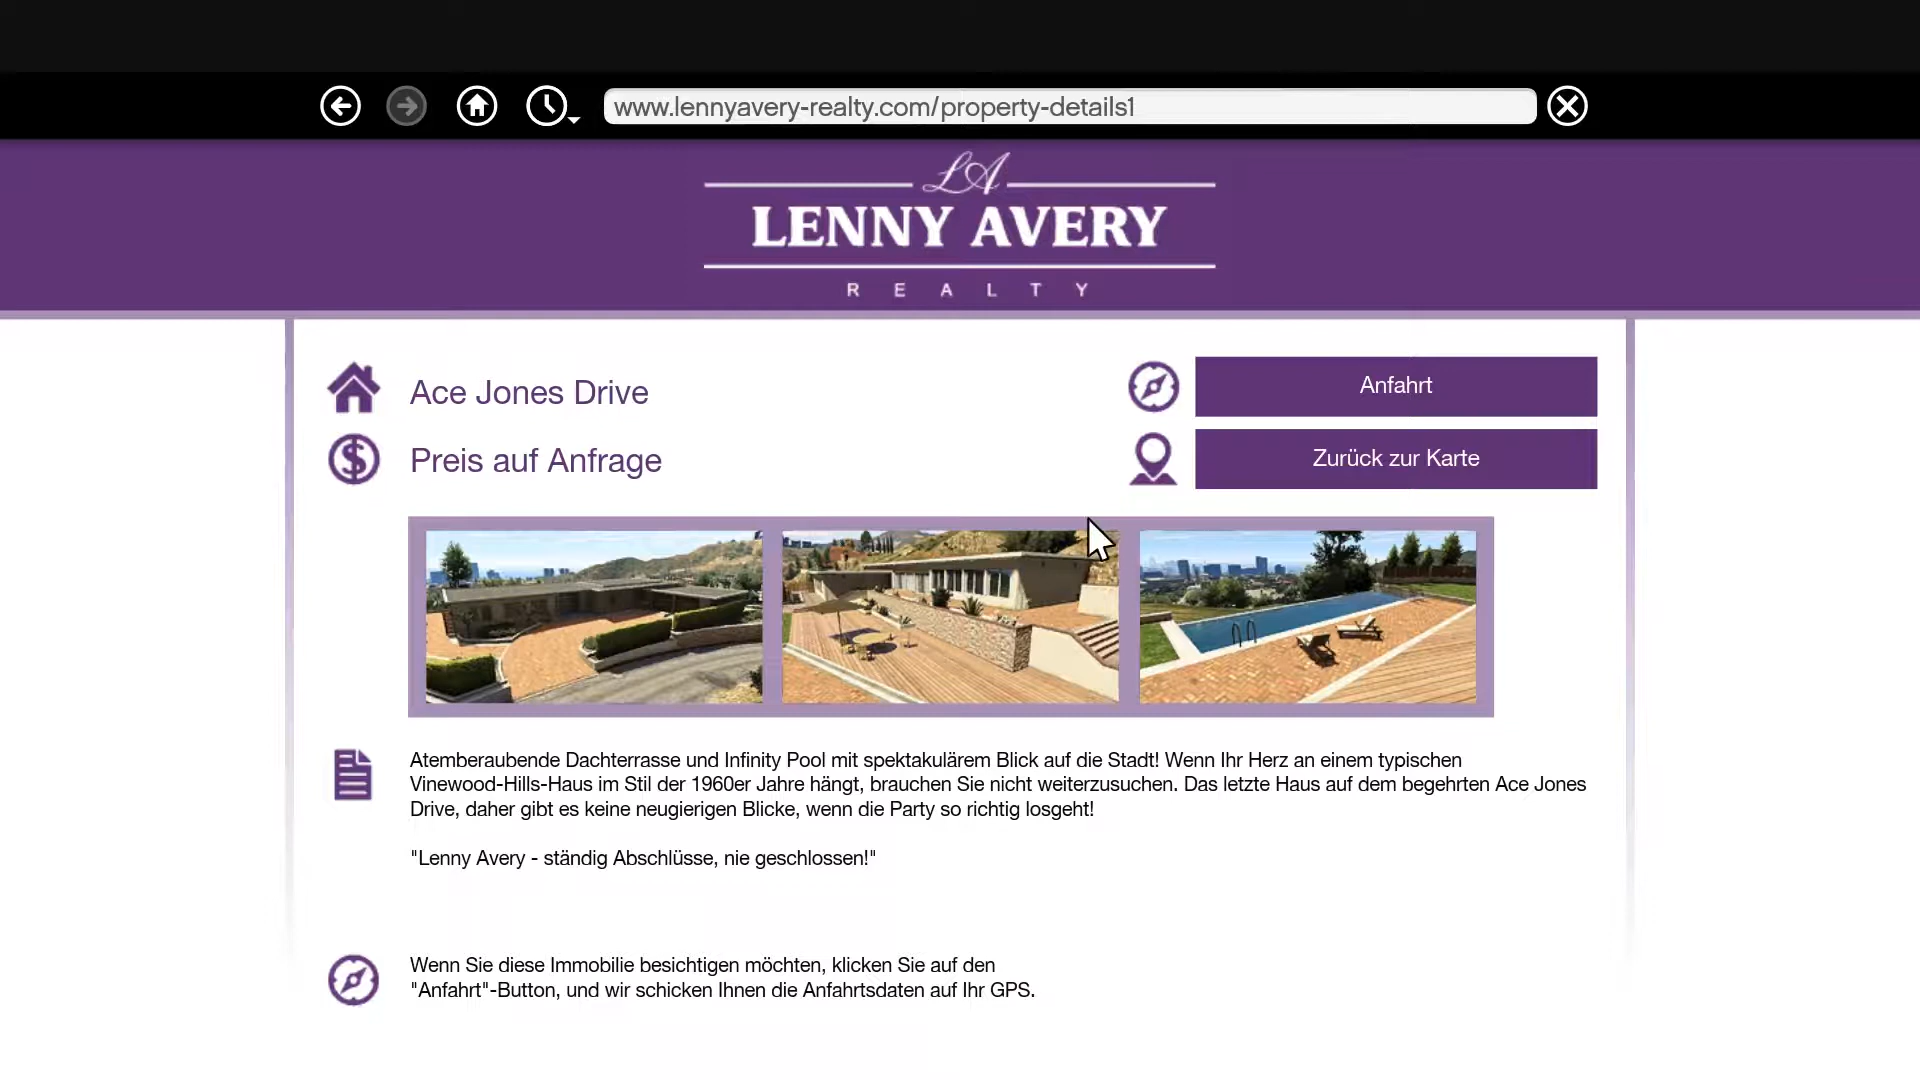 www.lennyavery-realty.com/property-details1
LA
LENNY AVERY
REALTY
Ace Jones Drive
Anfahrt
Preis auf Anfrage
Zurück zur Karte
Atemberaubende Dachterrasse und Infinity Pool mit spektakulärem Blick auf die Stadt! Wenn Ihr Herz an einem typischen
Vinewood-Hills-Haus im Stil der 1960er Jahre hängt, brauchen Sie nicht weiterzusuchen. Das letzte Haus auf dem begehrten Ace Jones
Drive, daher gibt es keine neugierigen Blicke, wenn die Party so richtig losgeht!
"Lenny Avery - ständig Abschlüsse, nie geschlossen!"
Wenn Sie diese Immobilie besichtigen möchten, klicken Sie auf den
"Anfahrt"-Button, und wir schicken Ihnen die Anfahrtsdaten auf Ihr GPS.